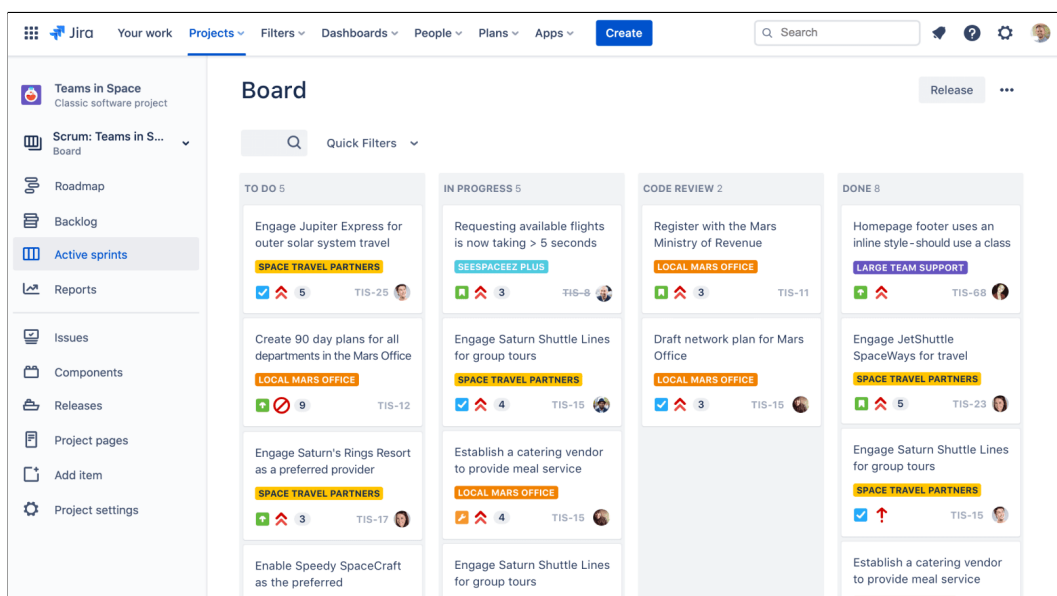 Jira
Your work
Projects
Filters
Dashboards
People
Plans
Apps
Create
Search
Teams in Space
Classic software project
Scrum: Teams in S...
Board
Roadmap
Backlog
Active sprints
Reports
Issues
Components
Releases
Project pages
Add item
Project settings
Board
Release
Quick Filters
TO DO 5
Engage Jupiter Express for
outer solar system travel
SPACE TRAVEL PARTNERS
5 TIS-25
Create 90 day plans for all
departments in the Mars Office
LOCAL MARS OFFICE
9 TIS-12
Engage Saturn's Rings Resort
as a preferred provider
SPACE TRAVEL PARTNERS
3 TIS-17
Enable Speedy SpaceCraft
as the preferred
IN PROGRESS 5
Requesting available flights
is now taking > 5 seconds
SEESPACEEZ PLUS
3 TIS-8
Engage Saturn Shuttle Lines
for group tours
SPACE TRAVEL PARTNERS
4 TIS-15
Establish a catering vendor
to provide meal service
LOCAL MARS OFFICE
4 TIS-15
Engage Saturn Shuttle Lines
for group tours
CODE REVIEW 2
Register with the Mars
Ministry of Revenue
LOCAL MARS OFFICE
3 TIS-11
Draft network plan for Mars
Office
LOCAL MARS OFFICE
3 TIS-15
DONE 8
Homepage footer uses an
inline style - should use a class
LARGE TEAM SUPPORT
TIS-68
Engage JetShuttle
SpaceWays for travel
SPACE TRAVEL PARTNERS
5 TIS-23
Engage Saturn Shuttle Lines
for group tours
SPACE TRAVEL PARTNERS
TIS-15
Establish a catering vendor
to provide meal service